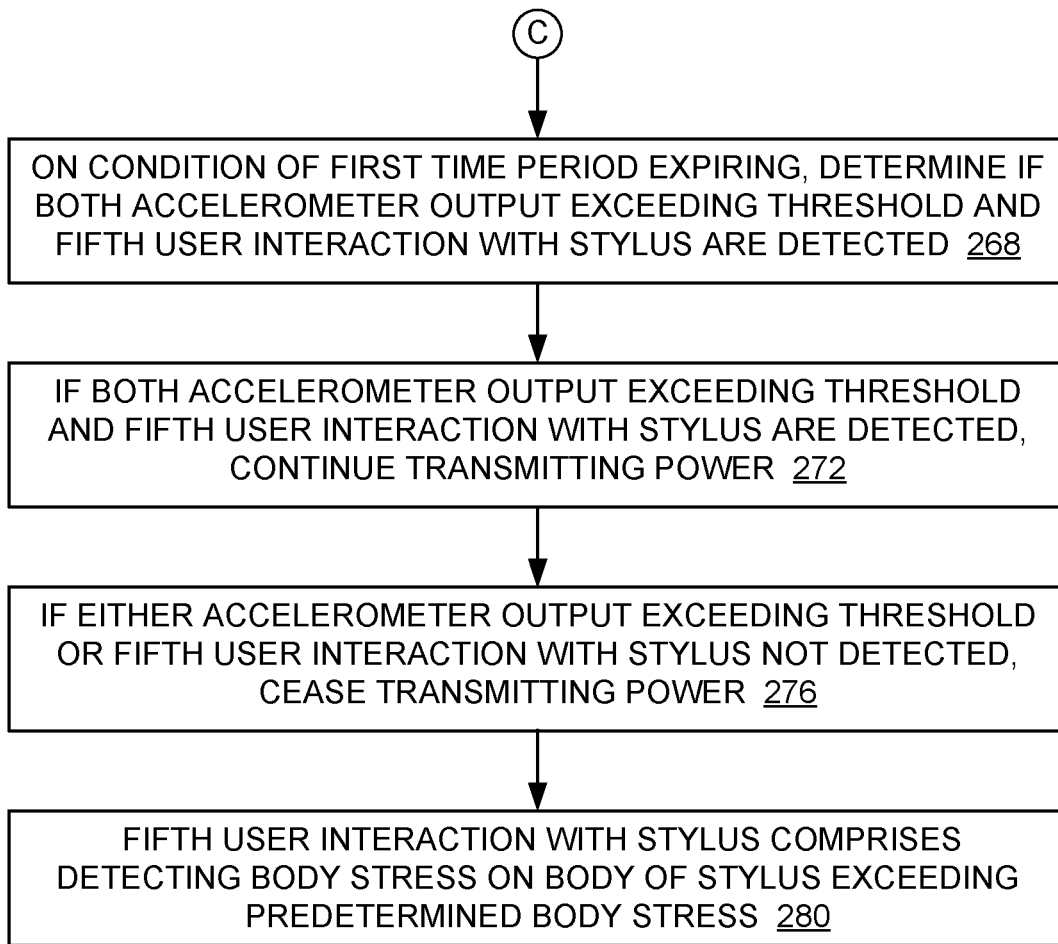 C
ON CONDITION OF FIRST TIME PERIOD EXPIRING, DETERMINE IF
BOTH ACCELEROMETER OUTPUT EXCEEDING THRESHOLD AND
FIFTH USER INTERACTION WITH STYLUS ARE DETECTED 268
IF BOTH ACCELEROMETER OUTPUT EXCEEDING THRESHOLD
AND FIFTH USER INTERACTION WITH STYLUS ARE DETECTED,
CONTINUE TRANSMITTING POWER 272
IF EITHER ACCELEROMETER OUTPUT EXCEEDING THRESHOLD
OR FIFTH USER INTERACTION WITH STYLUS NOT DETECTED,
CEASE TRANSMITTING POWER 276
FIFTH USER INTERACTION WITH STYLUS COMPRISES
DETECTING BODY STRESS ON BODY OF STYLUS EXCEEDING
PREDETERMINED BODY STRESS 280